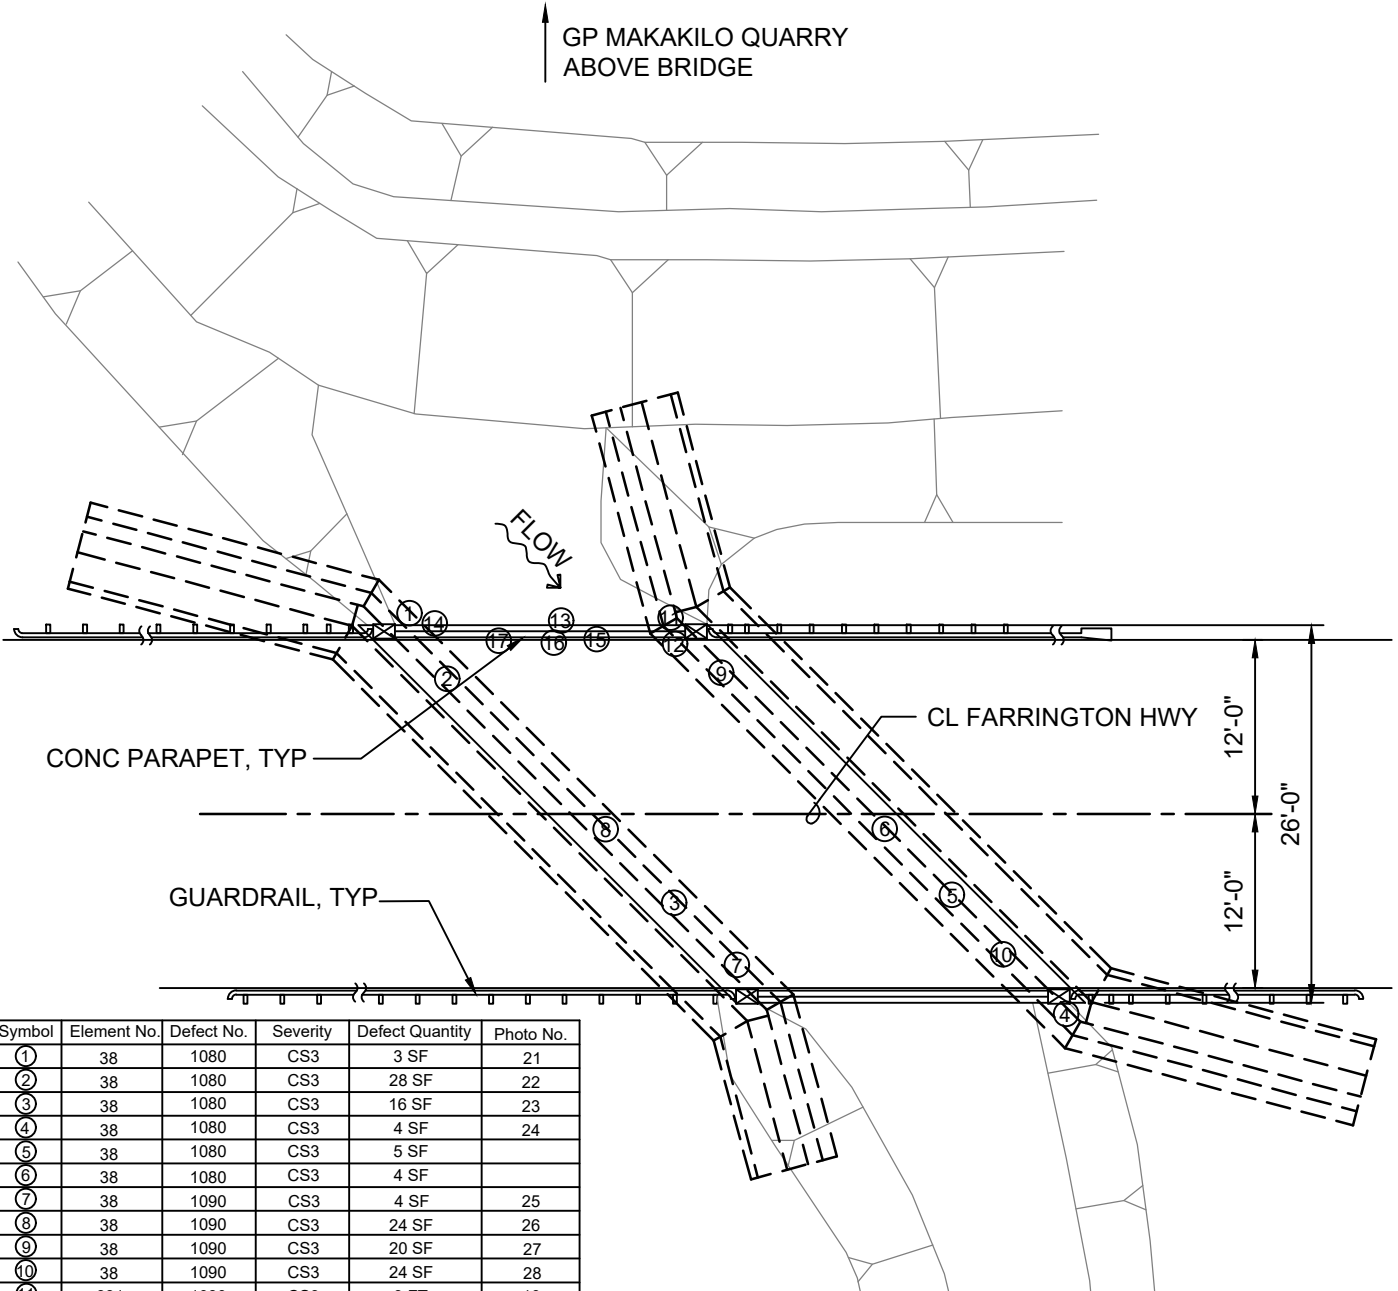 GP MAKAKILO QUARRY
ABOVE BRIDGE
FLOW
1
14
13
11
17
16
15
12
2
9
CONC PARAPET, TYP
CL FARRINGTON HWY
12'-0"
26'-0"
8
6
12'-0"
GUARDRAIL, TYP
3
5
7
10
4
Symbol Element No. Defect No. Severity Defect Quantity Photo No.
1 38 1080 CS3 3 SF 21
2 38 1080 CS3 28 SF 22
3 38 1080 CS3 16 SF 23
4 38 1080 CS3 4 SF 24
5 38 1080 CS3 5 SF
6 38 1080 CS3 4 SF
7 38 1090 CS3 4 SF 25
8 38 1090 CS3 24 SF 26
9 38 1090 CS3 20 SF 27
10 38 1090 CS3 24 SF 28